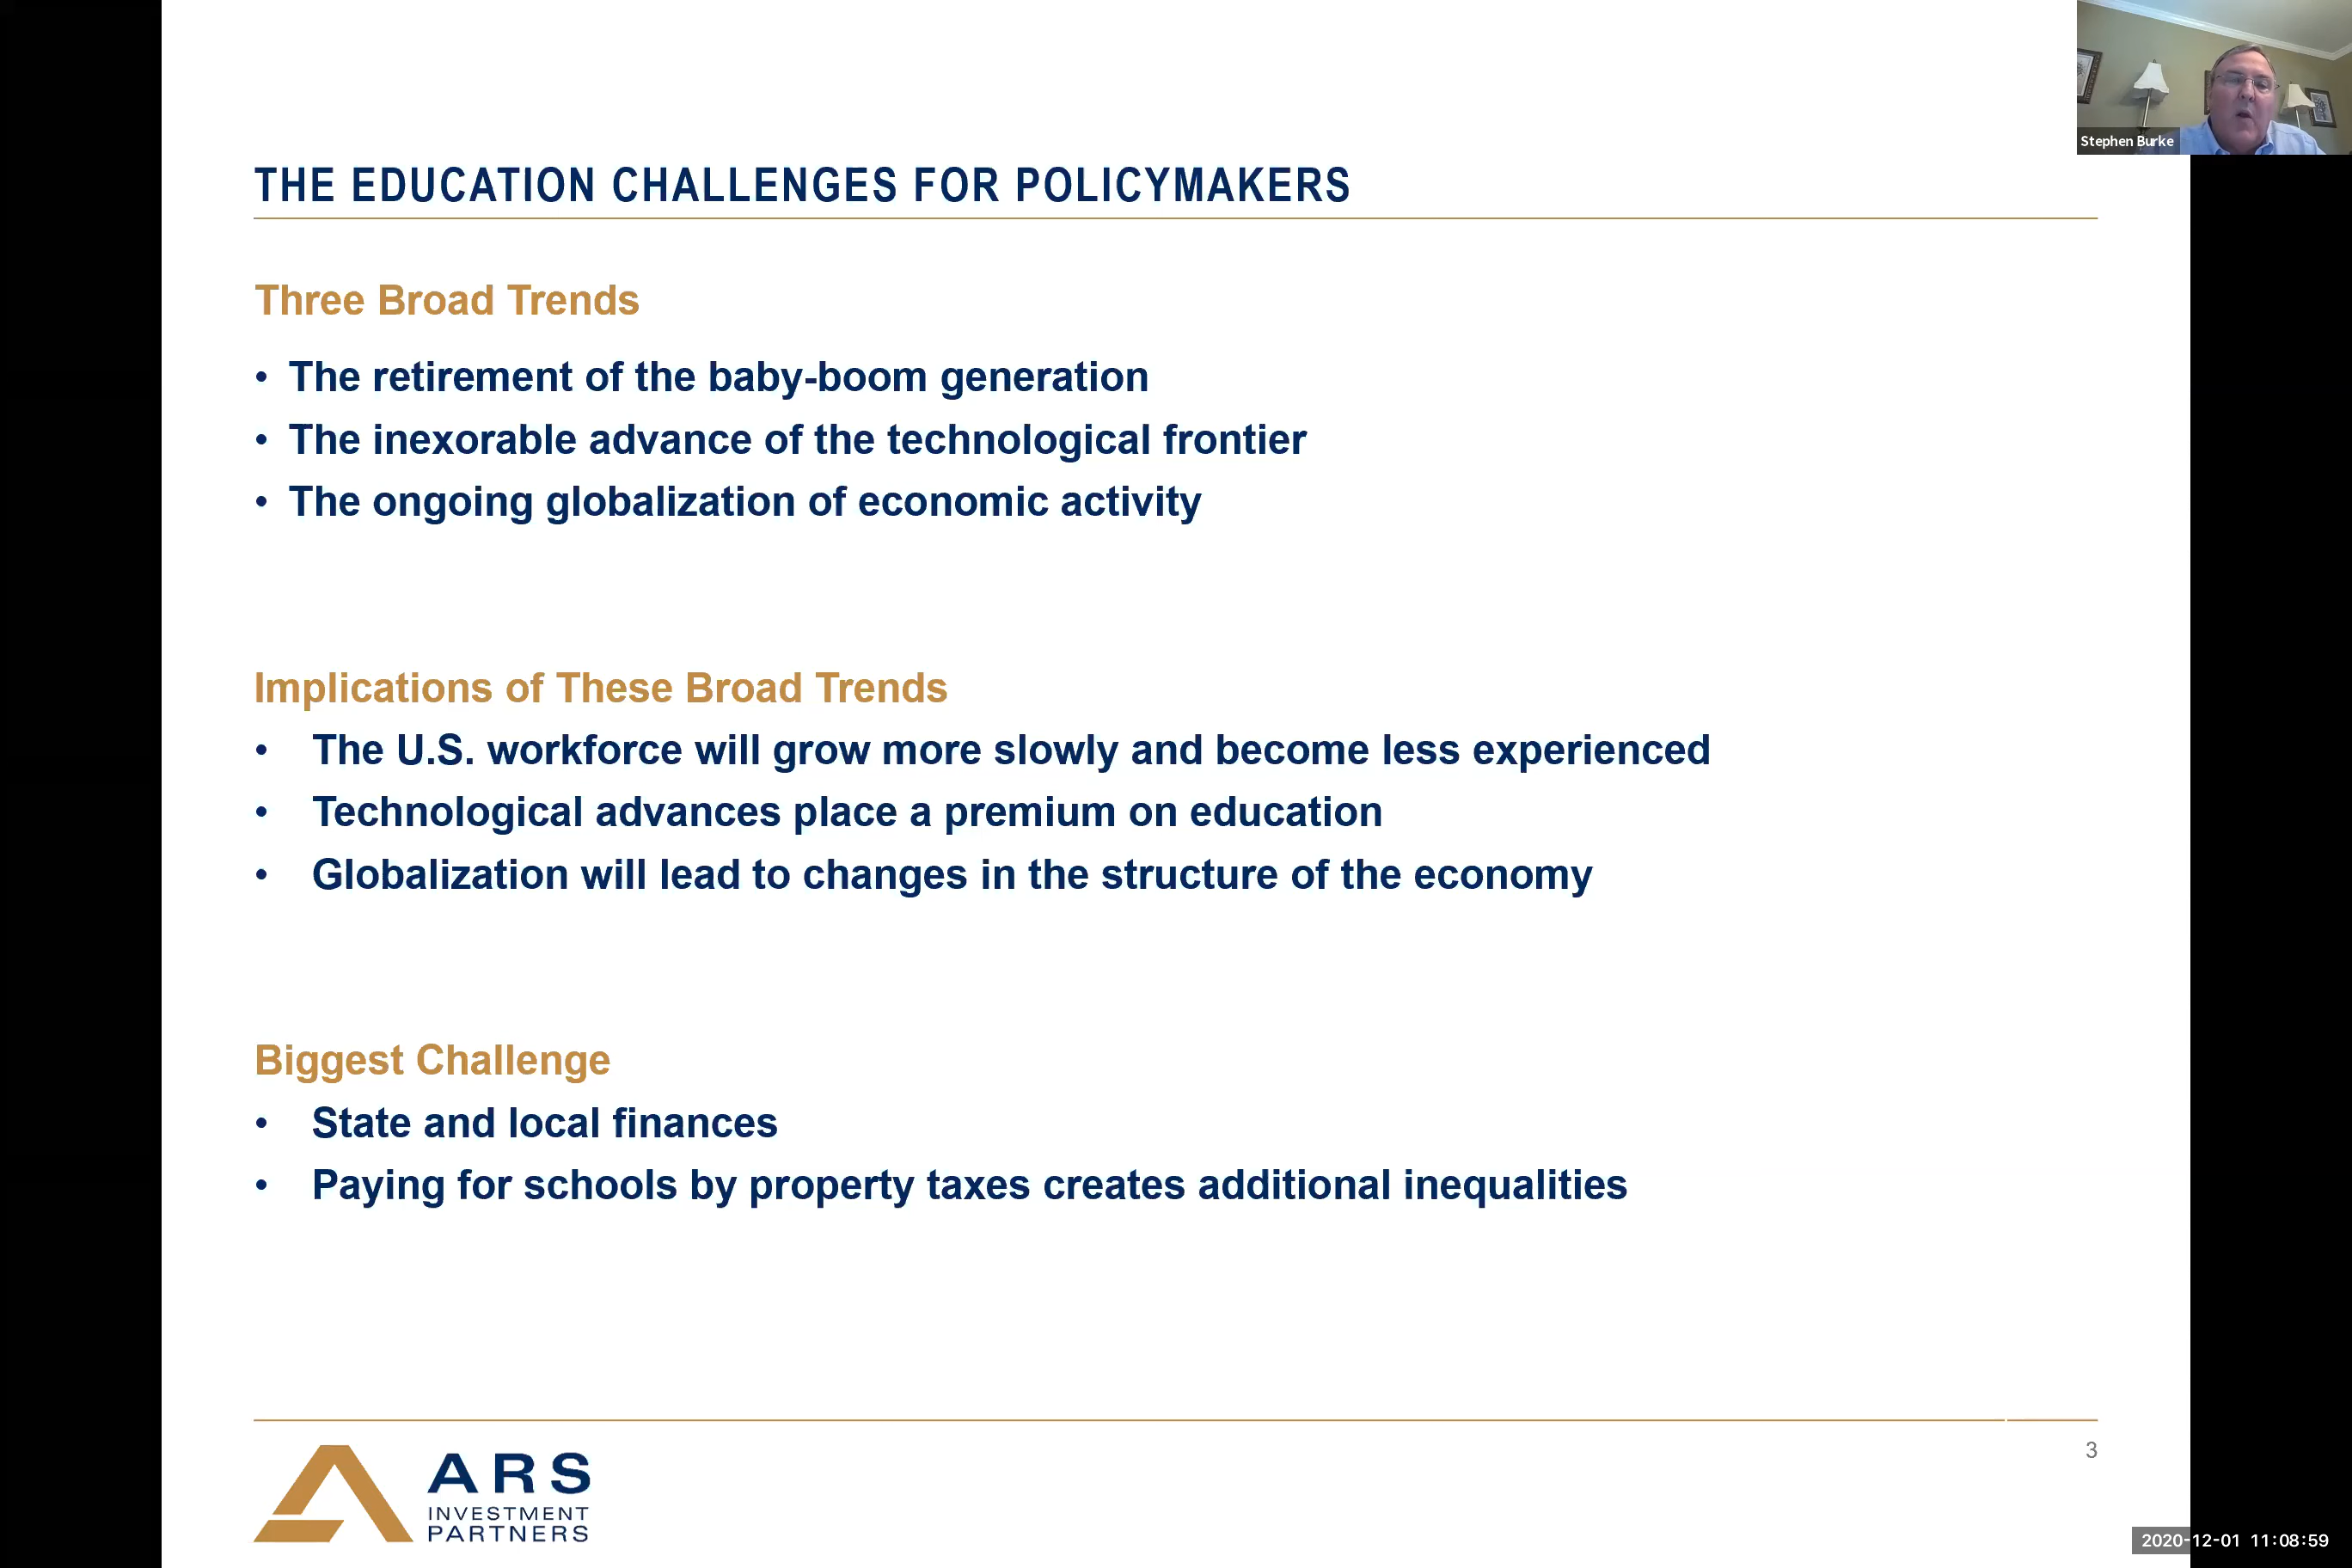 Stephen Burke
THE EDUCATION CHALLENGES FOR POLICYMAKERS
Three Broad Trends
• The retirement of the baby-boom generation
• The inexorable advance of the technological frontier
• The ongoing globalization of economic activity
Implications of These Broad Trends
• The U.S. workforce will grow more slowly and become less experienced
• Technological advances place a premium on education
• Globalization will lead to changes in the structure of the economy
Biggest Challenge
• State and local finances
• Paying for schools by property taxes creates additional inequalities
ARS
INVESTMENT
PARTNERS
3
2020-12-01 11:08:59